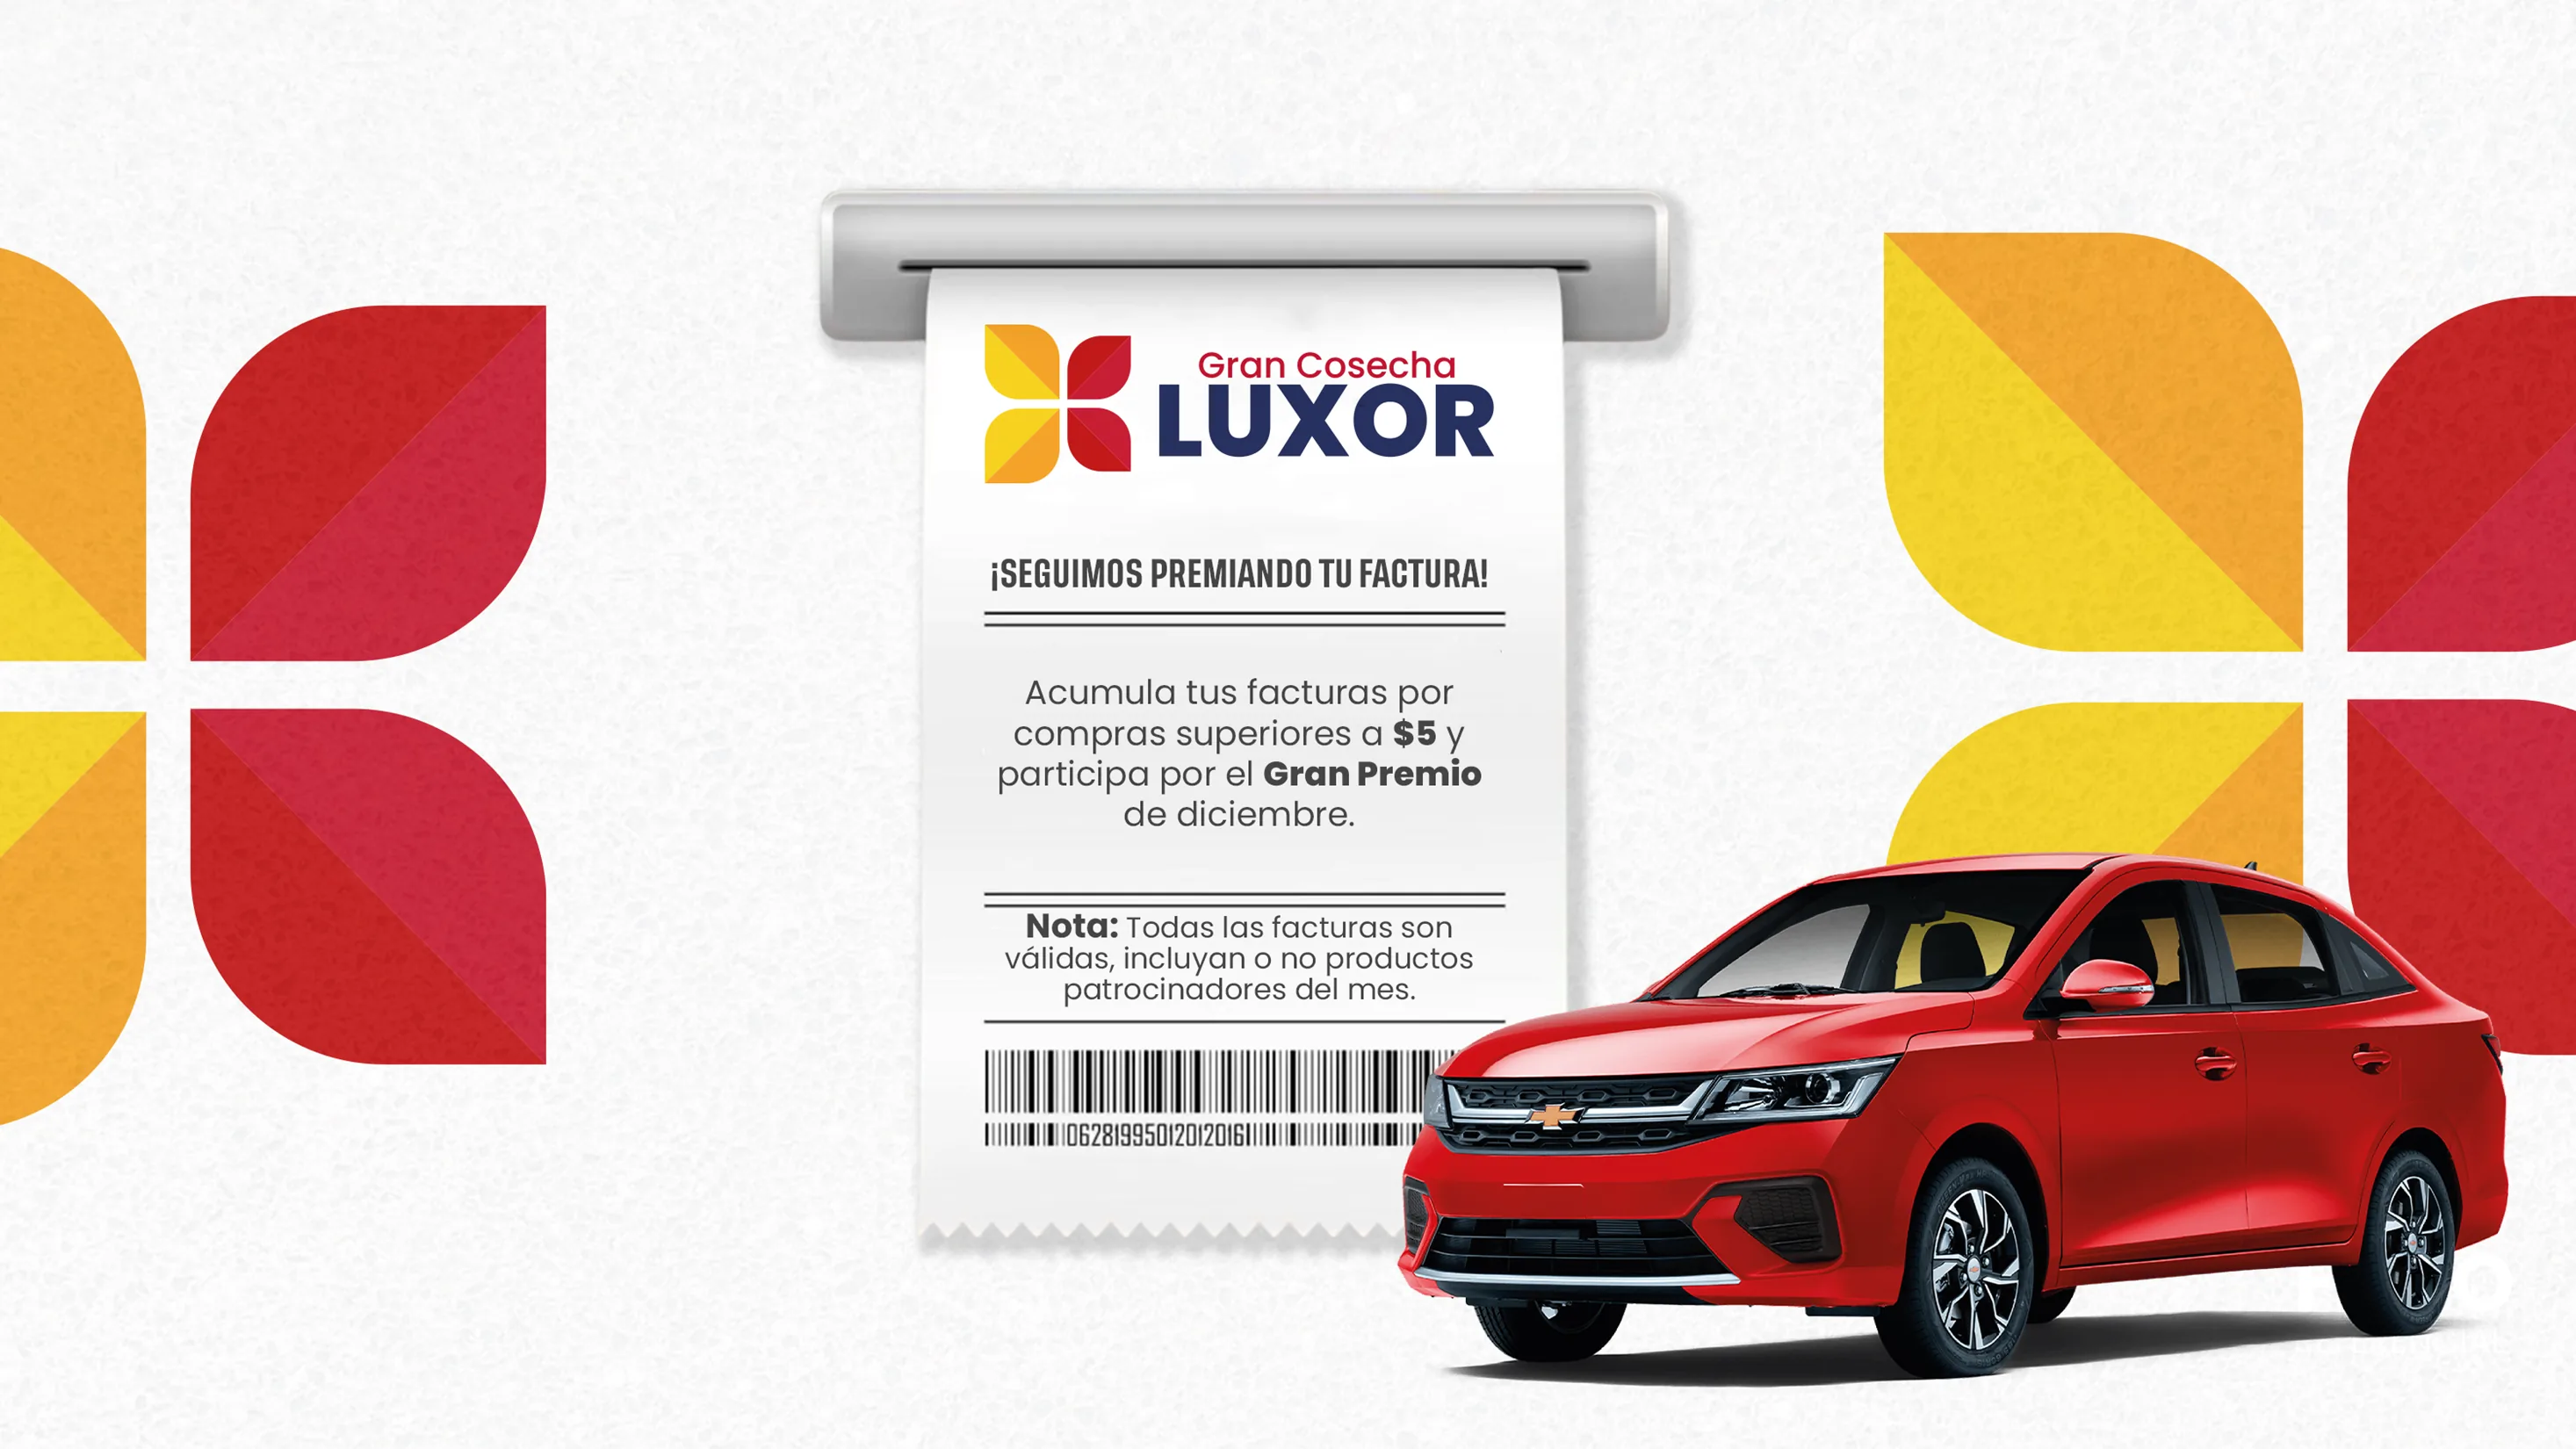 Gran Cosecha
LUXOR
¡SEGUIMOS PREMIANDO TU FACTURA!
Acumula tus facturas por
compras superiores a $5 y
participa por el Gran Premio
de diciembre.
Nota: Todas las facturas son
válidas, incluyan o no productos
patrocinadores del mes.
06281995012012016